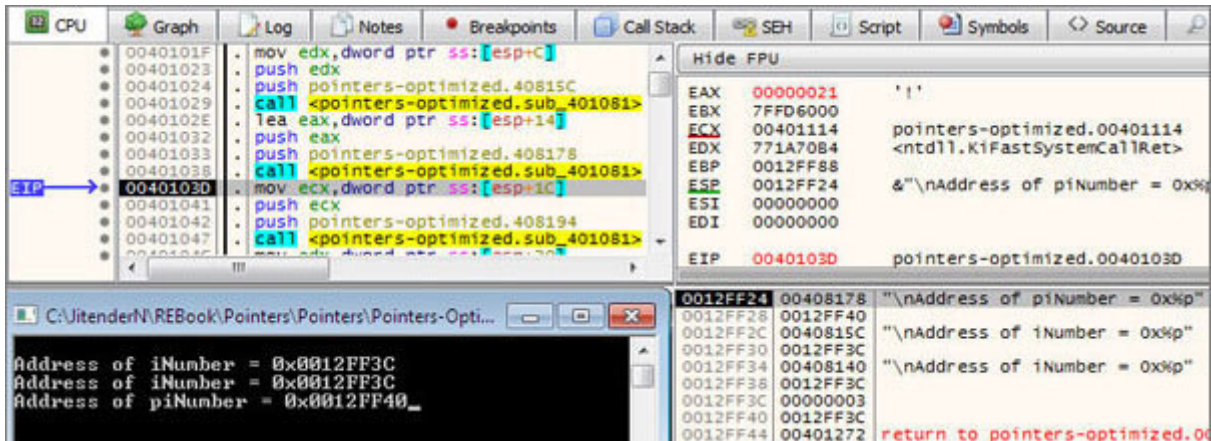 CPU Graph Log Notes Breakpoints Call Stack SEH Script Symbols Source
0040101F . mov edx,dword ptr ss:[esp+C]
00401023 . push edx
00401024 . push pointers-optimized.40815C
00401029 . call <pointers-optimized.sub_401081>
0040102E . lea eax,dword ptr ss:[esp+14]
00401032 . push eax
00401033 . push pointers-optimized.408178
00401038 . call <pointers-optimized.sub_401081>
EIP 0040103D . mov ecx,dword ptr ss:[esp+1C]
00401041 . push ecx
00401042 . push pointers-optimized.408194
00401047 . call <pointers-optimized.sub_401081>
Hide FPU
EAX 00000021 '!'
EBX 7FFD6000
ECX 00401114 pointers-optimized.00401114
EDX 771A70B4 <ntdll.KiFastSystemCallRet>
EBP 0012FF88
ESP 0012FF24 &"\nAddress of piNumber = 0x%p
ESI 00000000
EDI 00000000
EIP 0040103D pointers-optimized.0040103D
C:\JitenderN\REBook\Pointers\Pointers\Pointers-Opti...
Address of iNumber = 0x0012FF3C
Address of iNumber = 0x0012FF3C
Address of piNumber = 0x0012FF40_
0012FF24 00408178 "\nAddress of piNumber = 0x%p"
0012FF28 0012FF40
0012FF2C 0040815C "\nAddress of iNumber = 0x%p"
0012FF30 0012FF3C
0012FF34 00408140 "\nAddress of iNumber = 0x%p"
0012FF38 0012FF3C
0012FF3C 00000003
0012FF40 0012FF3C
0012FF44 00401272 return to pointers-optimized.00